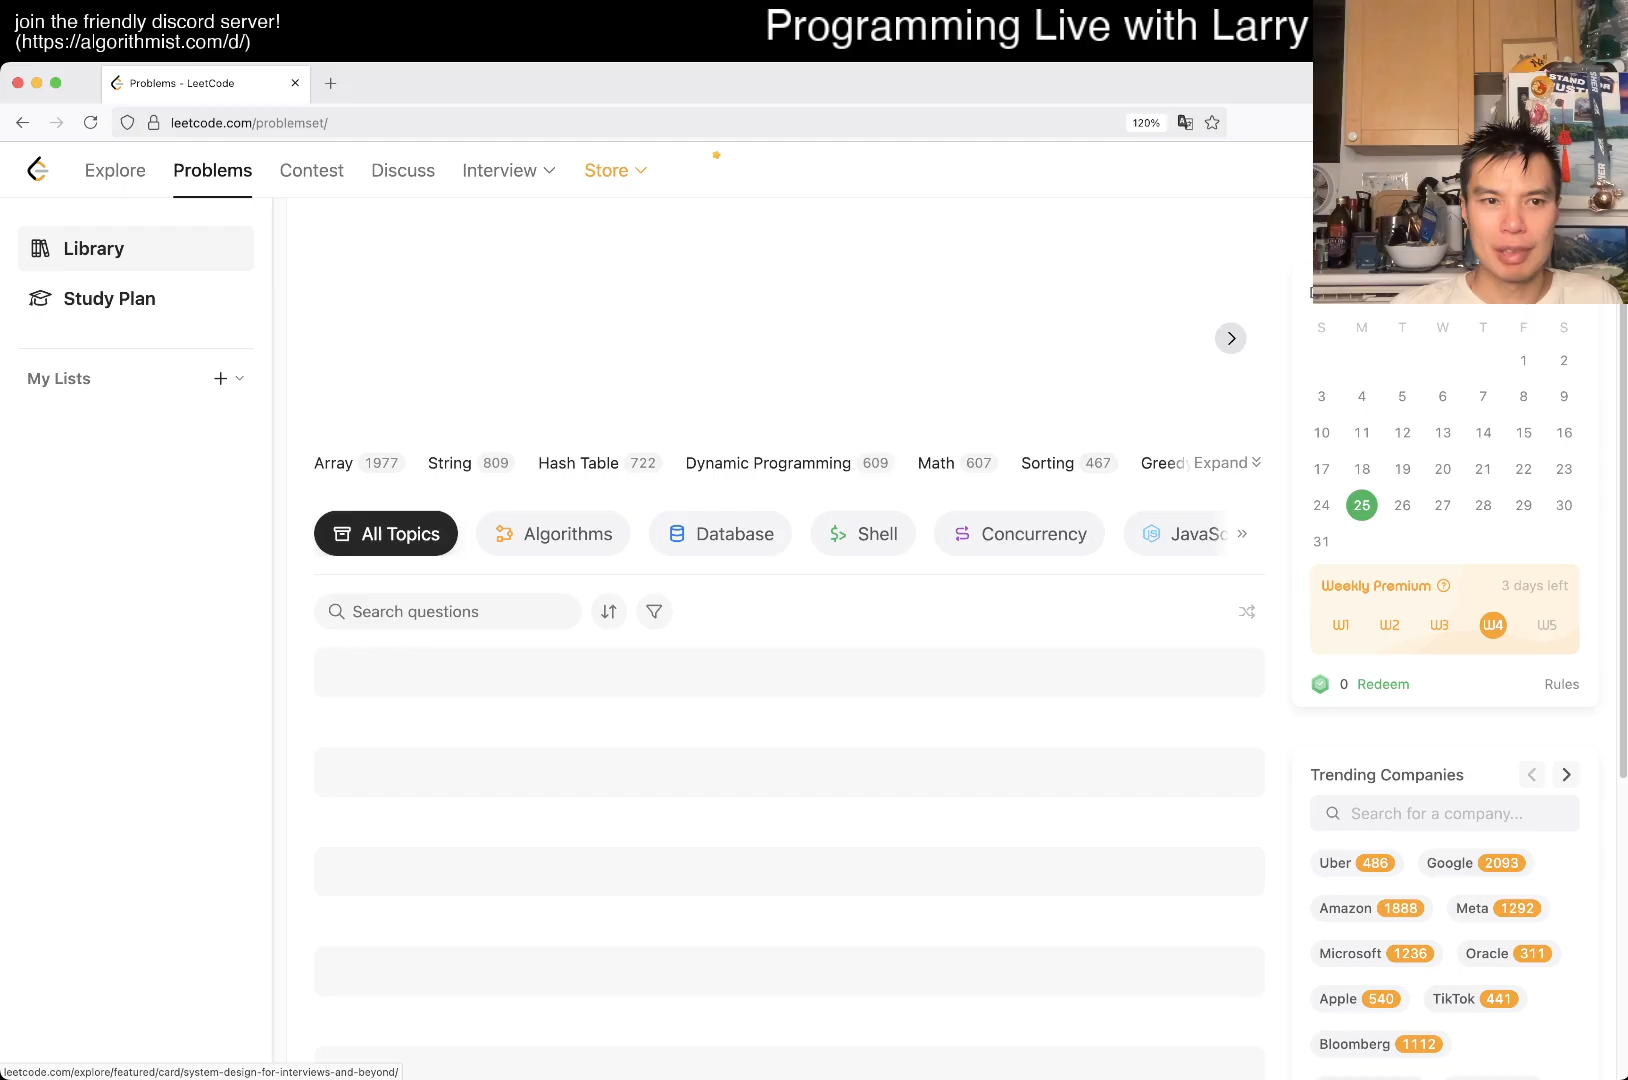 join the friendly discord server!
(https://algorithmist.com/d/)
Programming Live with Larry
Problems - LeetCode
leetcode.com/problemset/
120%
Explore
Problems
Contest
Discuss
Interview
Store
Library
Study Plan
My Lists
Array 1977
String 809
Hash Table 722
Dynamic Programming 609
Math 607
Sorting 467
Greed
Expand
All Topics
Algorithms
Database
Shell
Concurrency
JavaSc
Search questions
STAND
S M T W T F S
1 2
3 4 5 6 7 8 9
10 11 12 13 14 15 16
17 18 19 20 21 22 23
24 25 26 27 28 29 30
31
Weekly Premium
3 days left
W1 W2 W3 W4 W5
0 Redeem
Rules
Trending Companies
Search for a company...
Uber 486
Google 2093
Amazon 1888
Meta 1292
Microsoft 1236
Oracle 311
Apple 540
TikTok 441
Bloomberg 1112
leetcode.com/explore/featured/card/system-design-for-interviews-and-beyond/